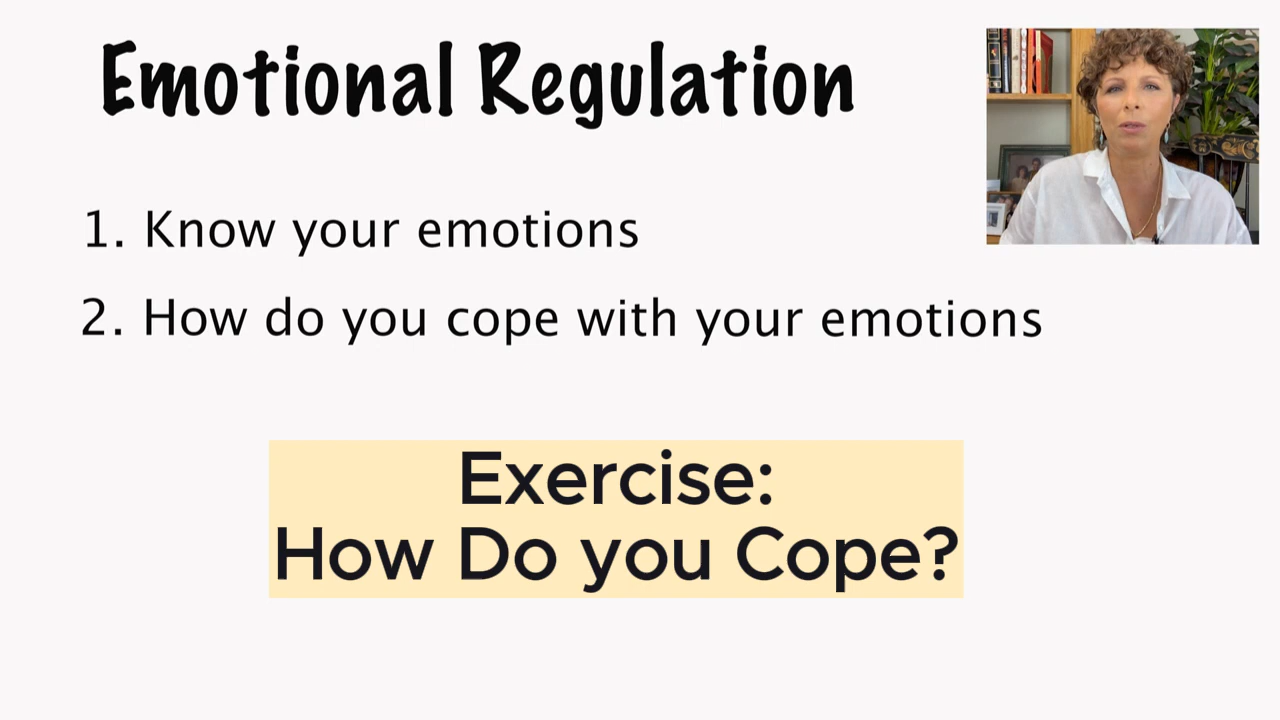 Emotional Regulation
1. Know your emotions
2. How do you cope with your emotions
Exercise:
How Do you Cope?